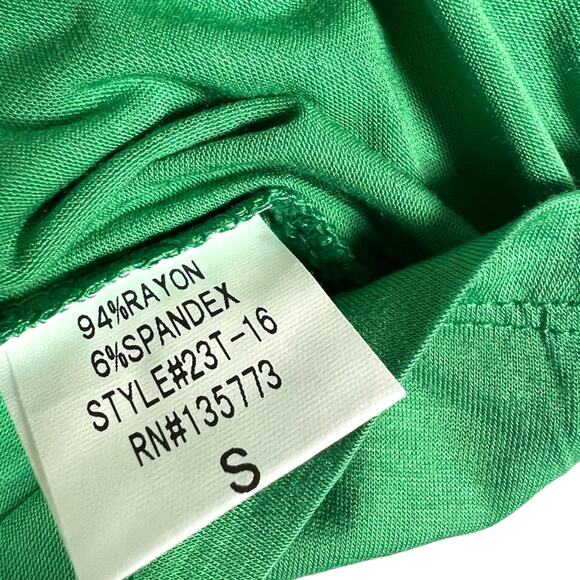 94%RAYON
6%SPANDEX
STYLE#23T-16
RN#135773
S